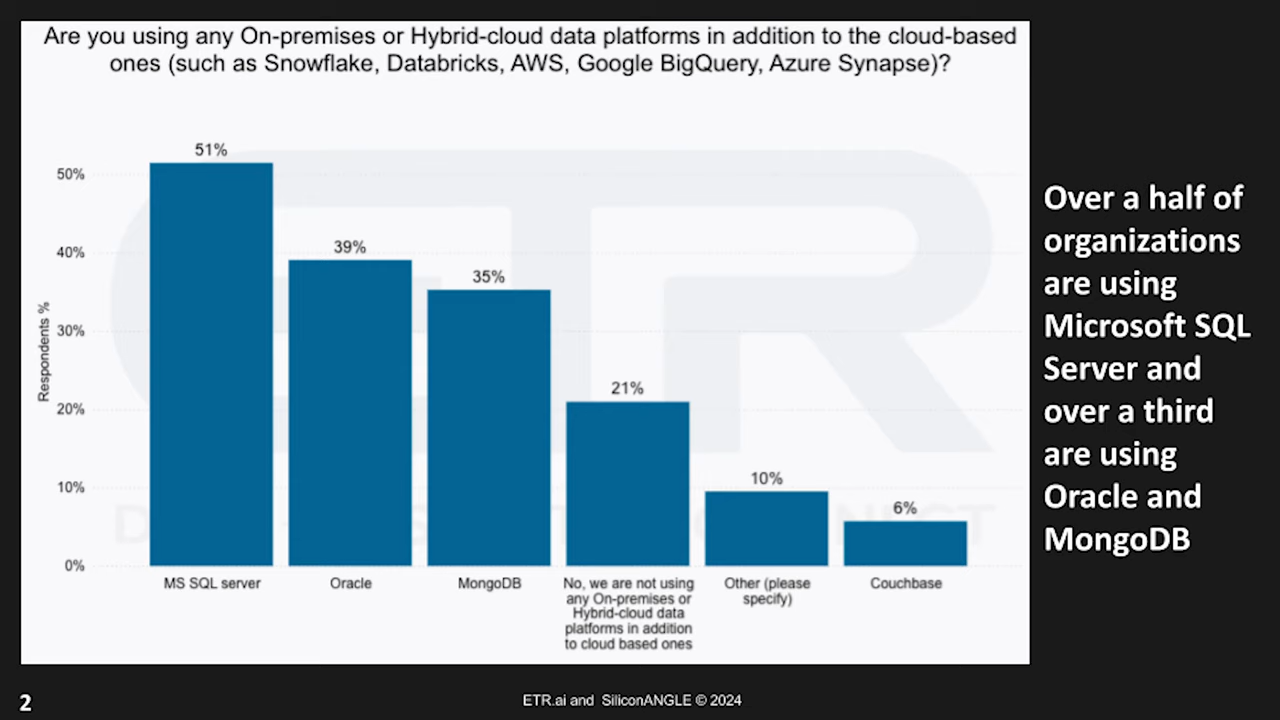 Are you using any On-premises or Hybrid-cloud data platforms in addition to the cloud-based
ones (such as Snowflake, Databricks, AWS, Google BigQuery, Azure Synapse)?
Respondents %
50%
40%
30%
20%
10%
0%
51%
39%
35%
21%
10%
6%
MS SQL server
Oracle
MongoDB
No, we are not using
any On-premises or
Hybrid-cloud data
platforms in addition
to cloud based ones
Other (please
specify)
Couchbase
ETR
Over a half of
organizations
are using
Microsoft SQL
Server and
over a third
are using
Oracle and
MongoDB
2
ETR.ai and SiliconANGLE © 2024